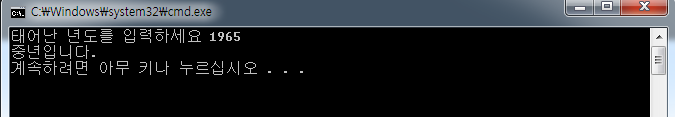 C:₩Windows₩system32₩cmd.exe
태어난 년도를 입력하세요 1965
중년입니다.
계속하려면 아무 키나 누르십시오 . . .